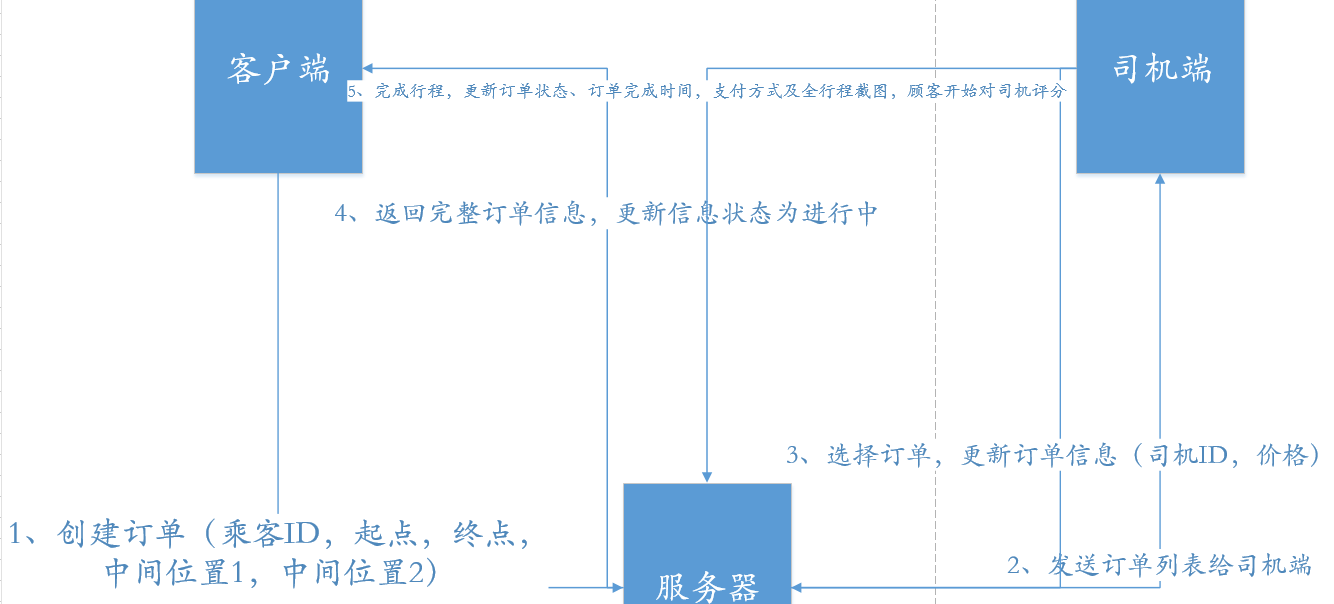 客户端
司机端
5、完成行程，更新订单状态、订单完成时间，支付方式及全行程截图，顾客开始对司机评分
4、返回完整订单信息，更新信息状态为进行中
3、选择订单，更新订单信息（司机ID，价格）
1、创建订单（乘客ID，起点，终点，
中间位置1，中间位置2）
2、发送订单列表给司机端
服务器